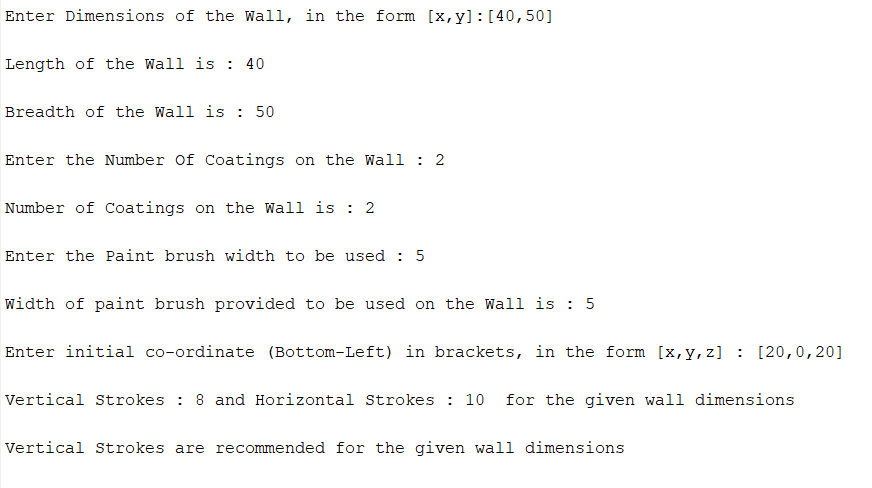 Enter Dimensions of the Wall, in the form [x,y]:[40,50]
Length of the Wall is : 40
Breadth of the Wall is : 50
Enter the Number Of Coatings on the Wall : 2
Number of Coatings on the Wall is : 2
Enter the Paint brush width to be used : 5
Width of paint brush provided to be used on the Wall is : 5
Enter initial co-ordinate (Bottom-Left) in brackets, in the form [x,y,z] : [20,0,20]
Vertical Strokes : 8 and Horizontal Strokes : 10  for the given wall dimensions
Vertical Strokes are recommended for the given wall dimensions